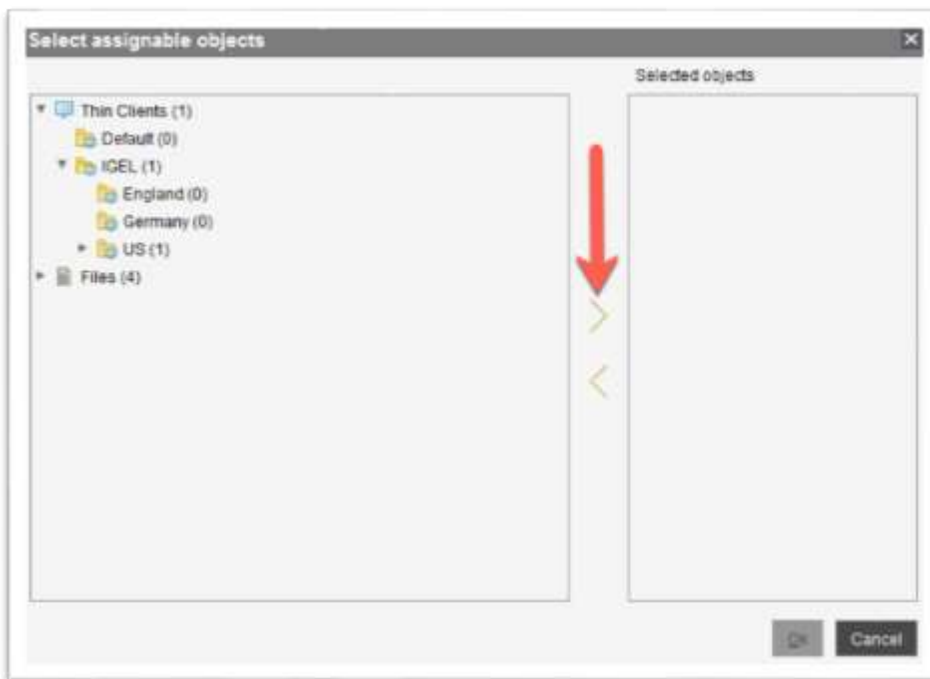 Select assignable objects
Selected objects
Thin Clients (1)
Default (0)
IGEL (1)
England (0)
Germany (0)
US (1)
Files (4)
Cancel